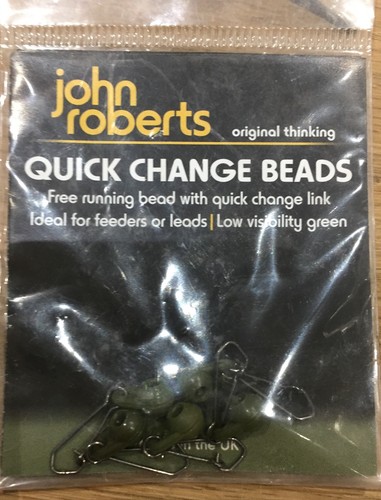 john
roberts
original thinking
QUICK CHANGE BEADS
Free running bead with quick change link
Ideal for feeders or leads | Low visibility green
in the UK